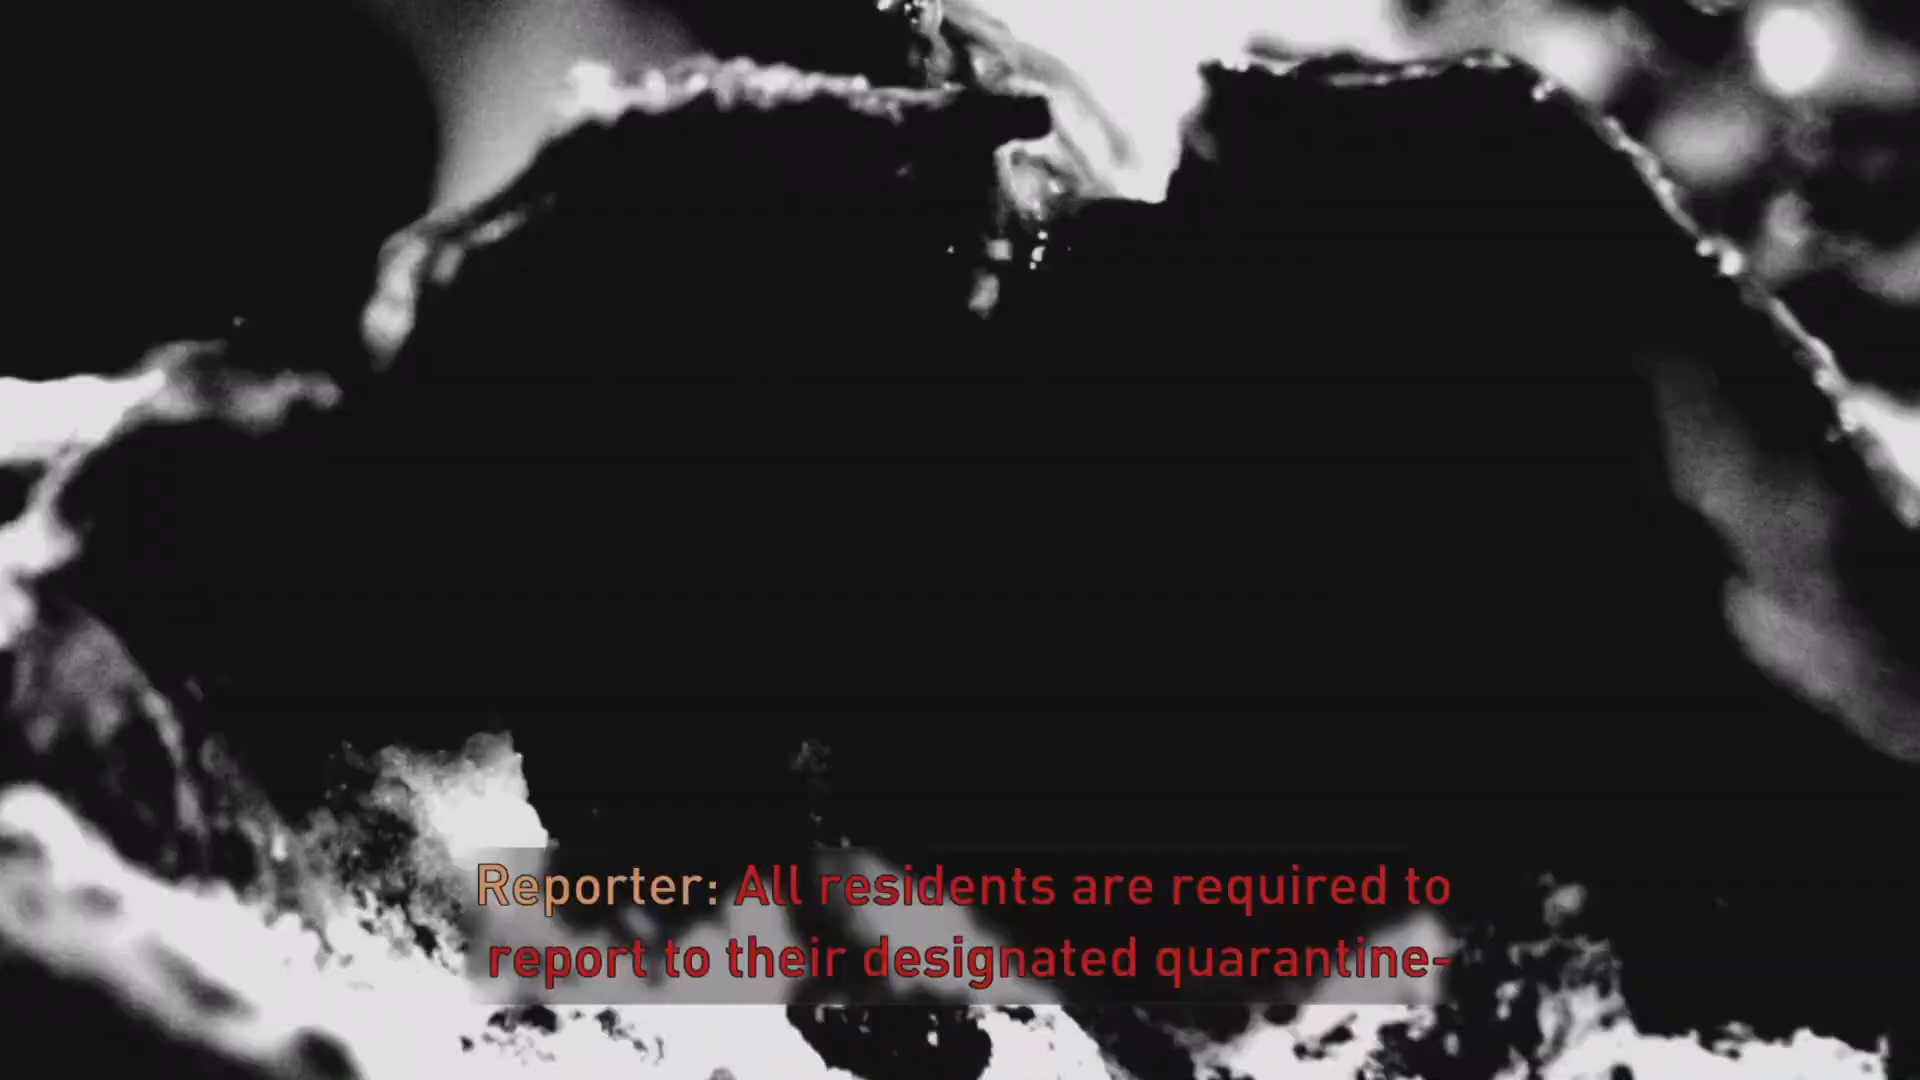 Reporter: All residents are required to
report to their designated quarantine-